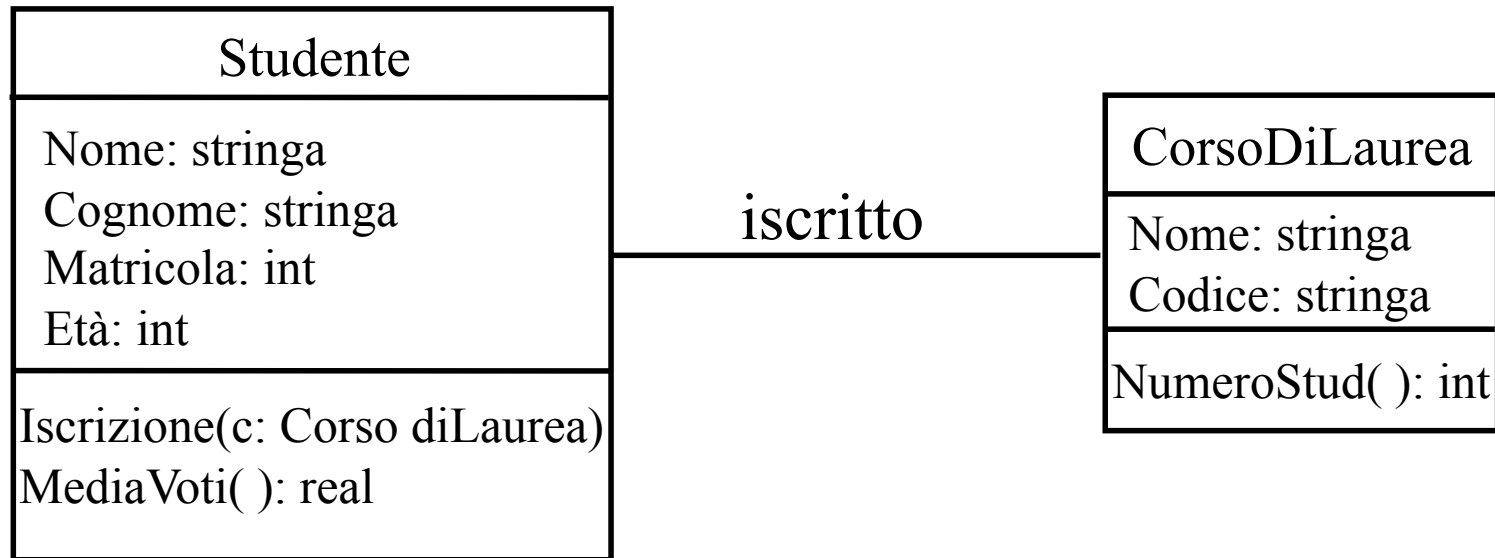 Studente
Nome: stringa
Cognome: stringa
Matricola: int
Età: int
Iscrizione(c: Corso diLaurea)
MediaVoti( ): real
iscritto
CorsoDiLaurea
Nome: stringa
Codice: stringa
NumeroStud( ): int